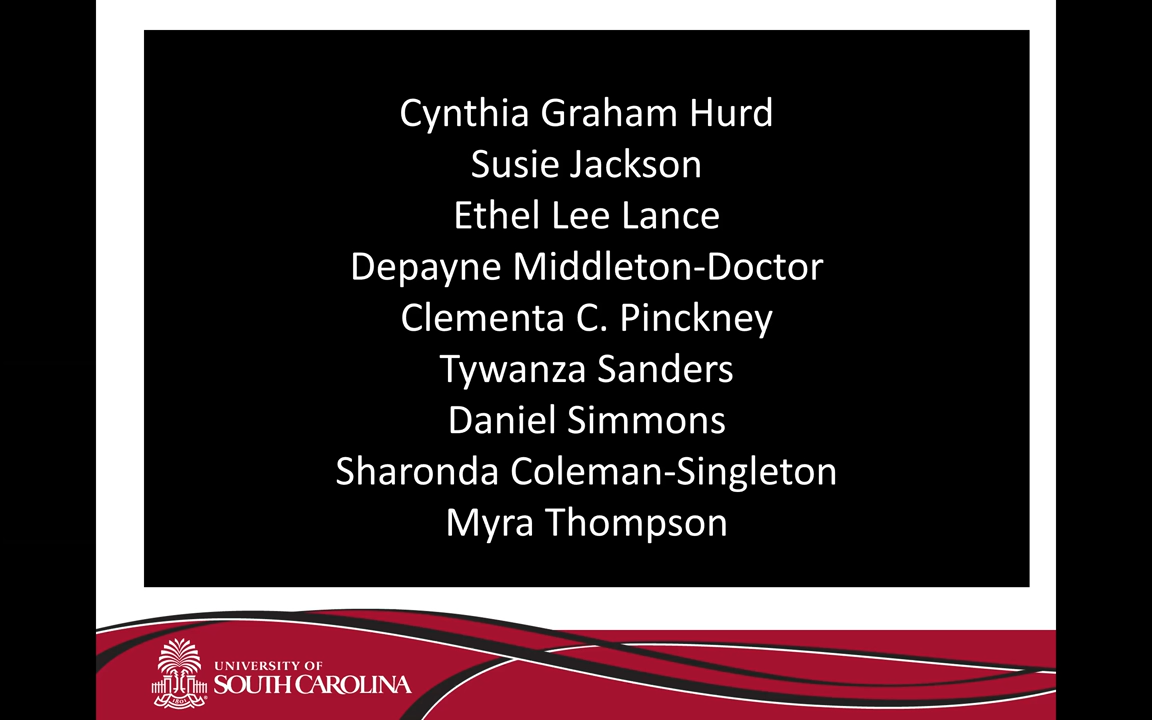 Cynthia Graham Hurd
Susie Jackson
Ethel Lee Lance
Depayne Middleton-Doctor
Clementa C. Pinckney
Tywanza Sanders
Daniel Simmons
Sharonda Coleman-Singleton
Myra Thompson
UNIVERSITY OF
SOUTH CAROLINA